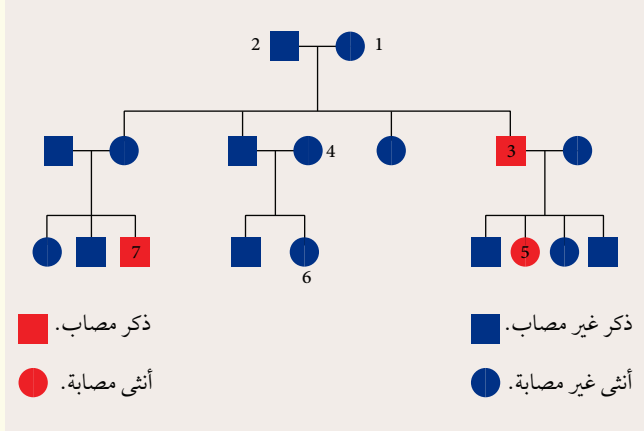 2 1
4 3
7 6 5
ذكر غير مصاب. ذكر مصاب.
أنثى غير مصابة. أنثى مصابة.